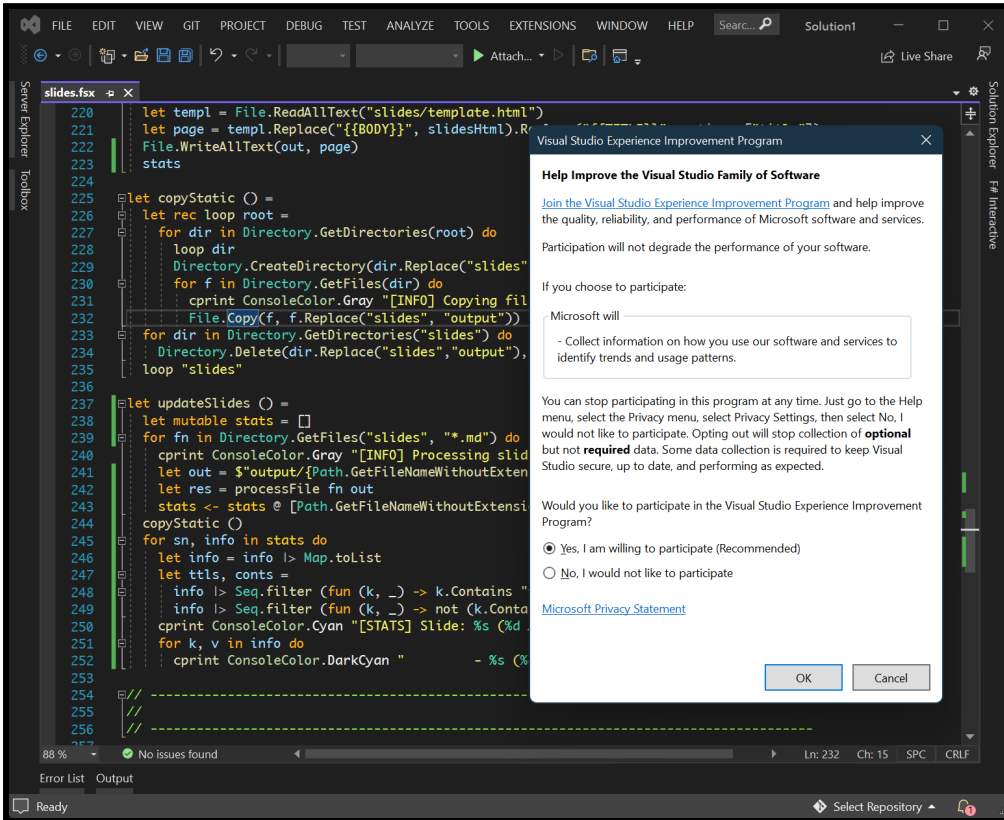 FILE EDIT VIEW GIT PROJECT DEBUG TEST ANALYZE TOOLS EXTENSIONS WINDOW HELP Searc... Solution1
Attach... Live Share
Server Explorer
Toolbox
slides.fsx
220 let templ = File.ReadAllText("slides/template.html")
221 let page = templ.Replace("{{BODY}}", slidesHtml).R
222 File.WriteAllText(out, page)
223 stats
224
225 let copyStatic () =
226 let rec loop root =
227 for dir in Directory.GetDirectories(root) do
228 loop dir
229 Directory.CreateDirectory(dir.Replace("slides"
230 for f in Directory.GetFiles(dir) do
231 cprint ConsoleColor.Gray "[INFO] Copying fil
232 File.Copy(f, f.Replace("slides", "output"))
233 for dir in Directory.GetDirectories("slides") do
234 Directory.Delete(dir.Replace("slides","output"),
235 loop "slides"
236
237 let updateSlides () =
238 let mutable stats = []
239 for fn in Directory.GetFiles("slides", "*.md") do
240 cprint ConsoleColor.Gray "[INFO] Processing slid
241 let out = $"output/{Path.GetFileNameWithoutExten
242 let res = processFile fn out
243 stats <- stats @ [Path.GetFileNameWithoutExtensi
244 copyStatic ()
245 for sn, info in stats do
246 let info = info |> Map.toList
247 let ttls, conts =
248 info |> Seq.filter (fun (k, _) -> k.Contains "
249 info |> Seq.filter (fun (k, _) -> not (k.Conta
250 cprint ConsoleColor.Cyan "[STATS] Slide: %s (%d
251 for k, v in info do
252 cprint ConsoleColor.DarkCyan " - %s (%
253
254 // --------------------------------------------------------------------------------------
255 //
256 // --------------------------------------------------------------------------------------
Visual Studio Experience Improvement Program
Help Improve the Visual Studio Family of Software
Join the Visual Studio Experience Improvement Program and help improve
the quality, reliability, and performance of Microsoft software and services.
Participation will not degrade the performance of your software.
If you choose to participate:
Microsoft will
- Collect information on how you use our software and services to
identify trends and usage patterns.
You can stop participating in this program at any time. Just go to the Help
menu, select the Privacy menu, select Privacy Settings, then select No, I
would not like to participate. Opting out will stop collection of optional
but not required data. Some data collection is required to keep Visual
Studio secure, up to date, and performing as expected.
Would you like to participate in the Visual Studio Experience Improvement
Program?
Yes, I am willing to participate (Recommended)
No, I would not like to participate
Microsoft Privacy Statement
OK Cancel
Solution Explorer
F# Interactive
88 % No issues found Ln: 232 Ch: 15 SPC CRLF
Error List Output
Ready Select Repository 1